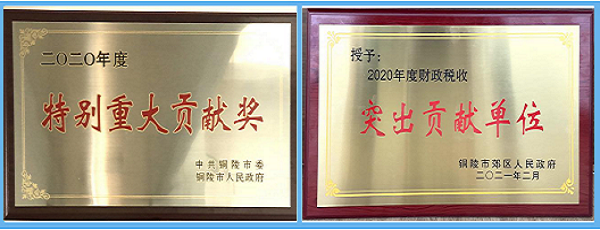 二〇二〇年度
特别重大贡献奖
中共铜陵市委
铜陵市人民政府
授予：
2020年度财政税收
突出贡献单位
铜陵市郊区人民政府
二〇二一年二月